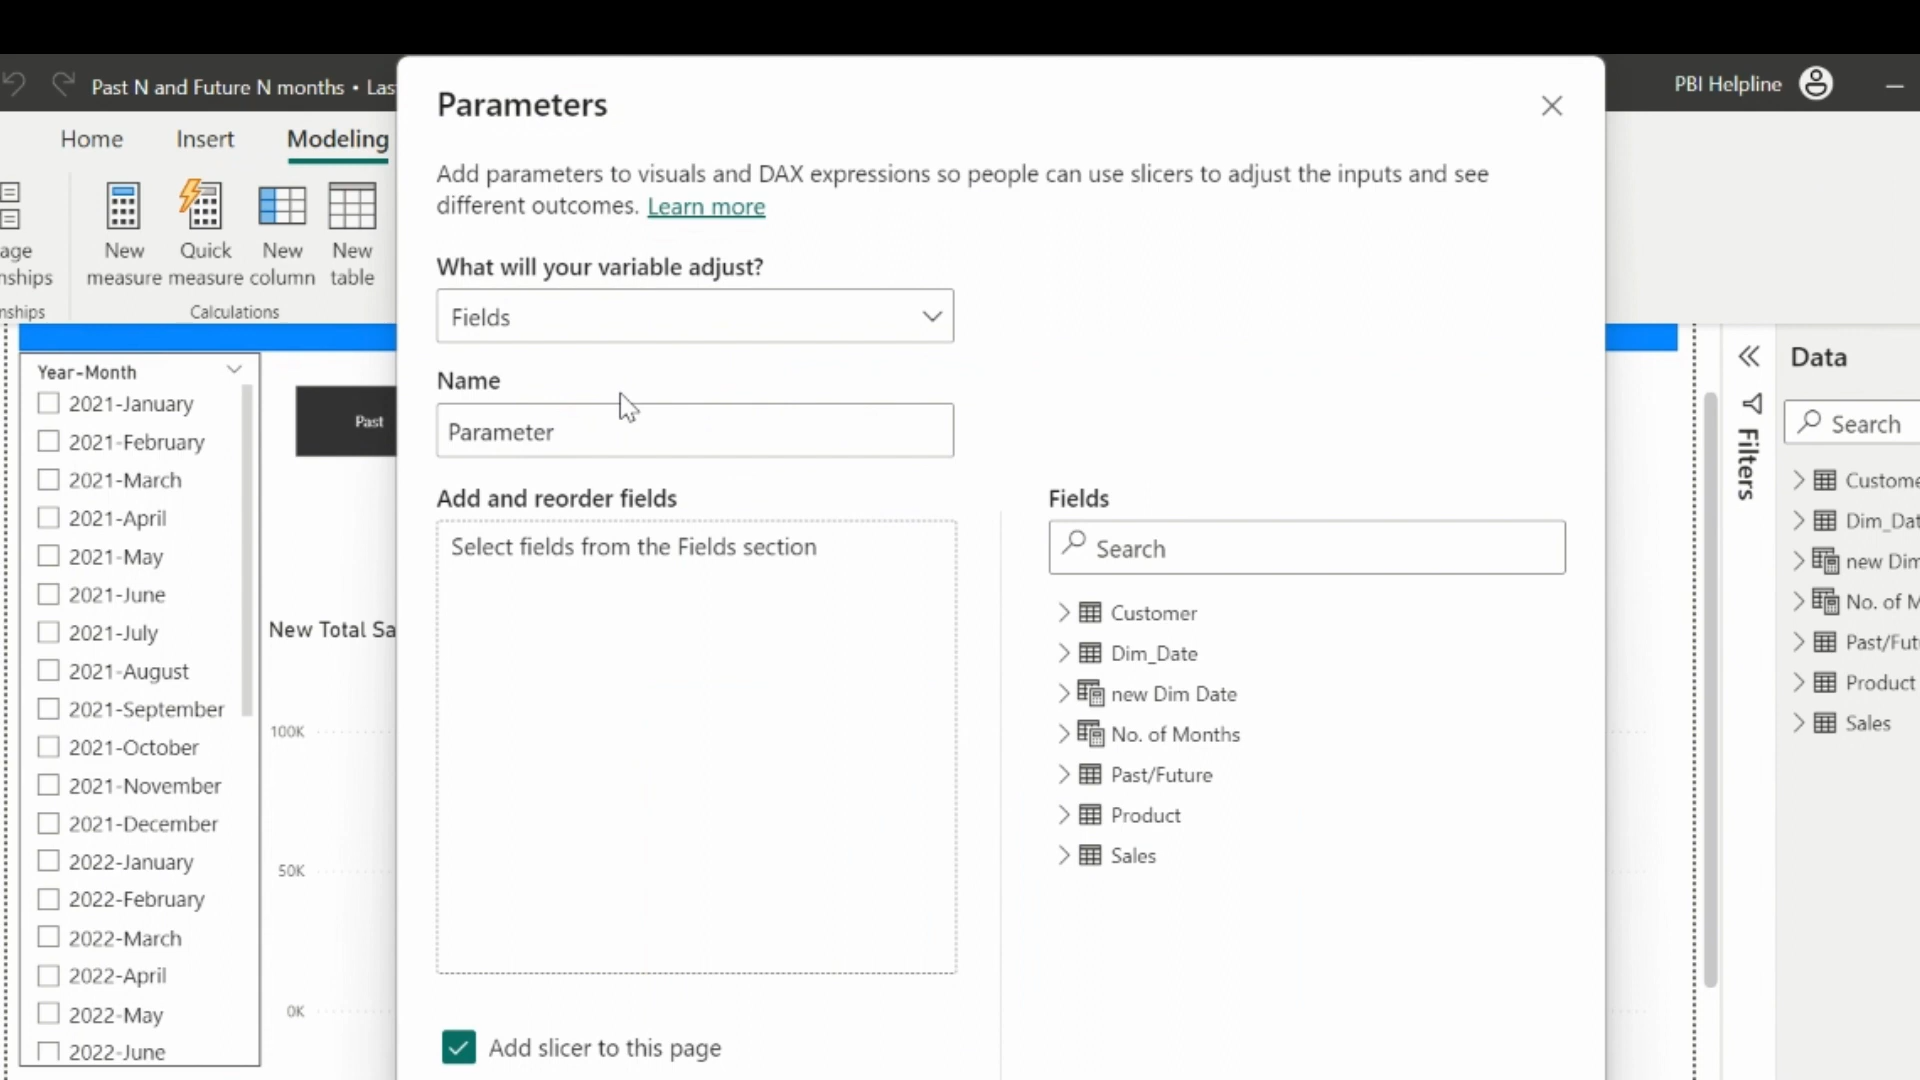 Past N and Future N months • Las
PBI Helpline
Home
Insert
Modeling
age
nships
New
measure
Quick
measure
New
column
New
table
nships
Calculations
Parameters
Add parameters to visuals and DAX expressions so people can use slicers to adjust the inputs and see
different outcomes. Learn more
What will your variable adjust?
Fields
Name
Parameter
Add and reorder fields
Select fields from the Fields section
Add slicer to this page
Fields
Search
Customer
Dim_Date
new Dim Date
No. of Months
Past/Future
Product
Sales
Year-Month
2021-January
2021-February
2021-March
2021-April
2021-May
2021-June
2021-July
2021-August
2021-September
2021-October
2021-November
2021-December
2022-January
2022-February
2022-March
2022-April
2022-May
2022-June
Past
New Total Sa
100K
50K
0K
Filters
Data
Search
Custome
Dim_Dat
new Dim
No. of M
Past/Fut
Product
Sales